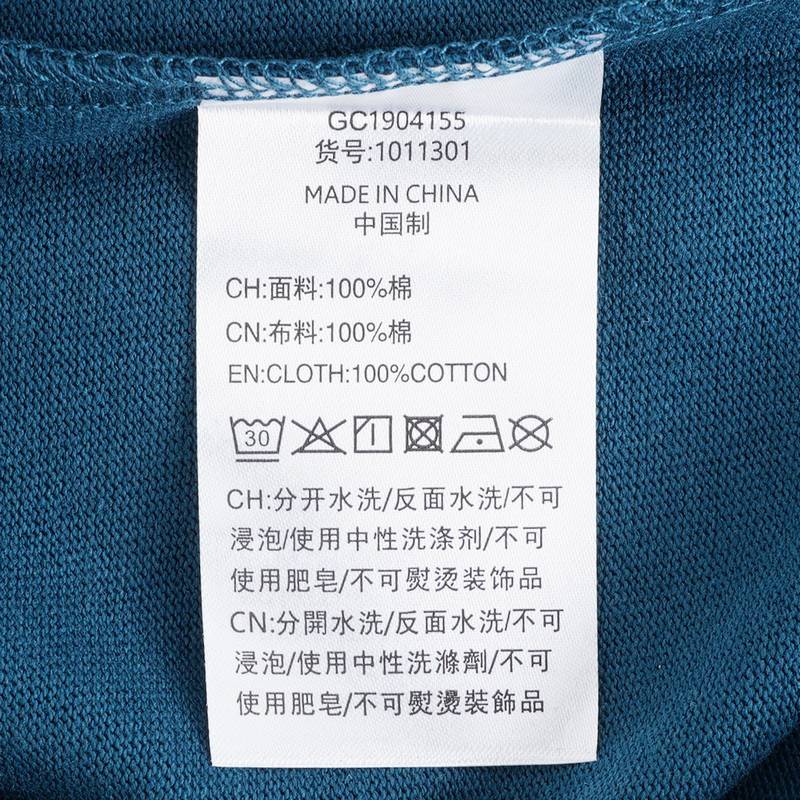 GC1904155
货号:1011301
MADE IN CHINA
中国制
CH:面料:100%棉
CN:布料:100%棉
EN:CLOTH:100%COTTON
30
CH:分开水洗/反面水洗/不可
浸泡/使用中性洗涤剂/不可
使用肥皂/不可熨烫装饰品
CN:分開水洗/反面水洗/不可
浸泡/使用中性洗滌劑/不可
使用肥皂/不可熨燙裝飾品